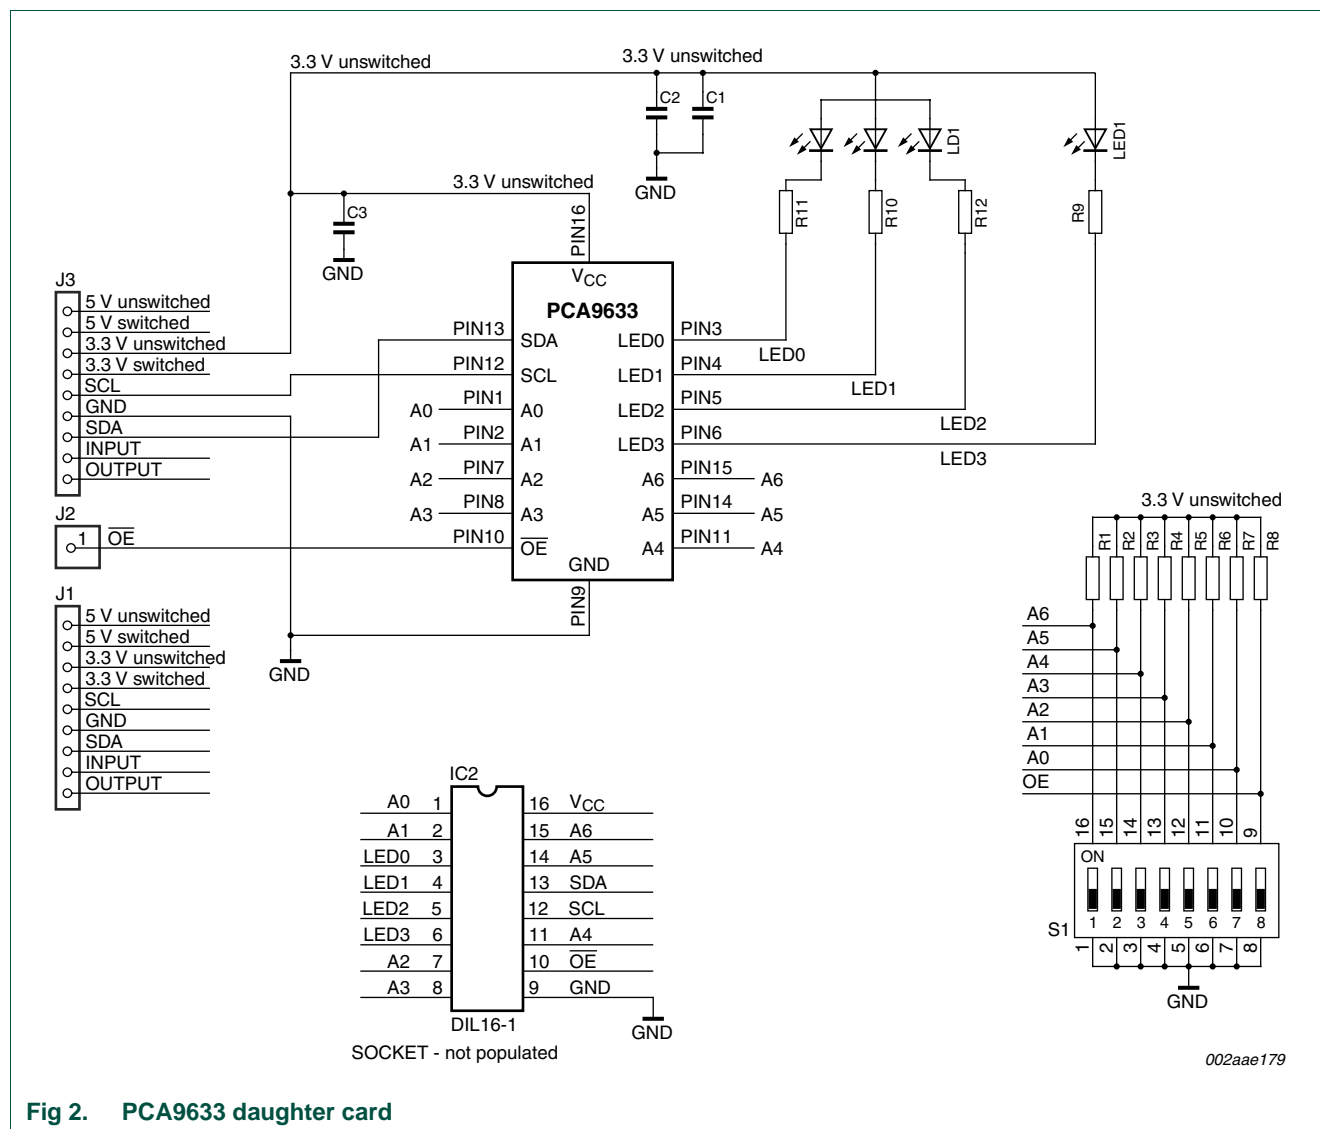 3.3 V unswitched
3.3 V unswitched
C2
C1
LD1
LED1
3.3 V unswitched
C3
GND
GND
PIN16
R11
R10
R12
R9
J3
5 V unswitched
5 V switched
3.3 V unswitched
3.3 V switched
SCL
GND
SDA
INPUT
OUTPUT
J2
1
OE
J1
5 V unswitched
5 V switched
3.3 V unswitched
3.3 V switched
SCL
GND
SDA
INPUT
OUTPUT
VCC
PCA9633
PIN13 SDA
PIN12 SCL
A0 PIN1 A0
A1 PIN2 A1
A2 PIN7 A2
A3 PIN8 A3
PIN10 OE
LED0 PIN3 LED0
LED1 PIN4 LED1
LED2 PIN5 LED2
LED3 PIN6 LED3
A6 PIN15 A6
A5 PIN14 A5
A4 PIN11 A4
GND
PIN9
GND
3.3 V unswitched
R1 R2 R3 R4 R5 R6 R7 R8
A6
A5
A4
A3
A2
A1
A0
OE
16 15 14 13 12 11 10 9
ON
1 2 3 4 5 6 7 8
S1
1 2 3 4 5 6 7 8
GND
IC2
A0 1 16 VCC
A1 2 15 A6
LED0 3 14 A5
LED1 4 13 SDA
LED2 5 12 SCL
LED3 6 11 A4
A2 7 10 OE
A3 8 9 GND
DIL16-1
GND
SOCKET - not populated
002aae179
Fig 2. PCA9633 daughter card